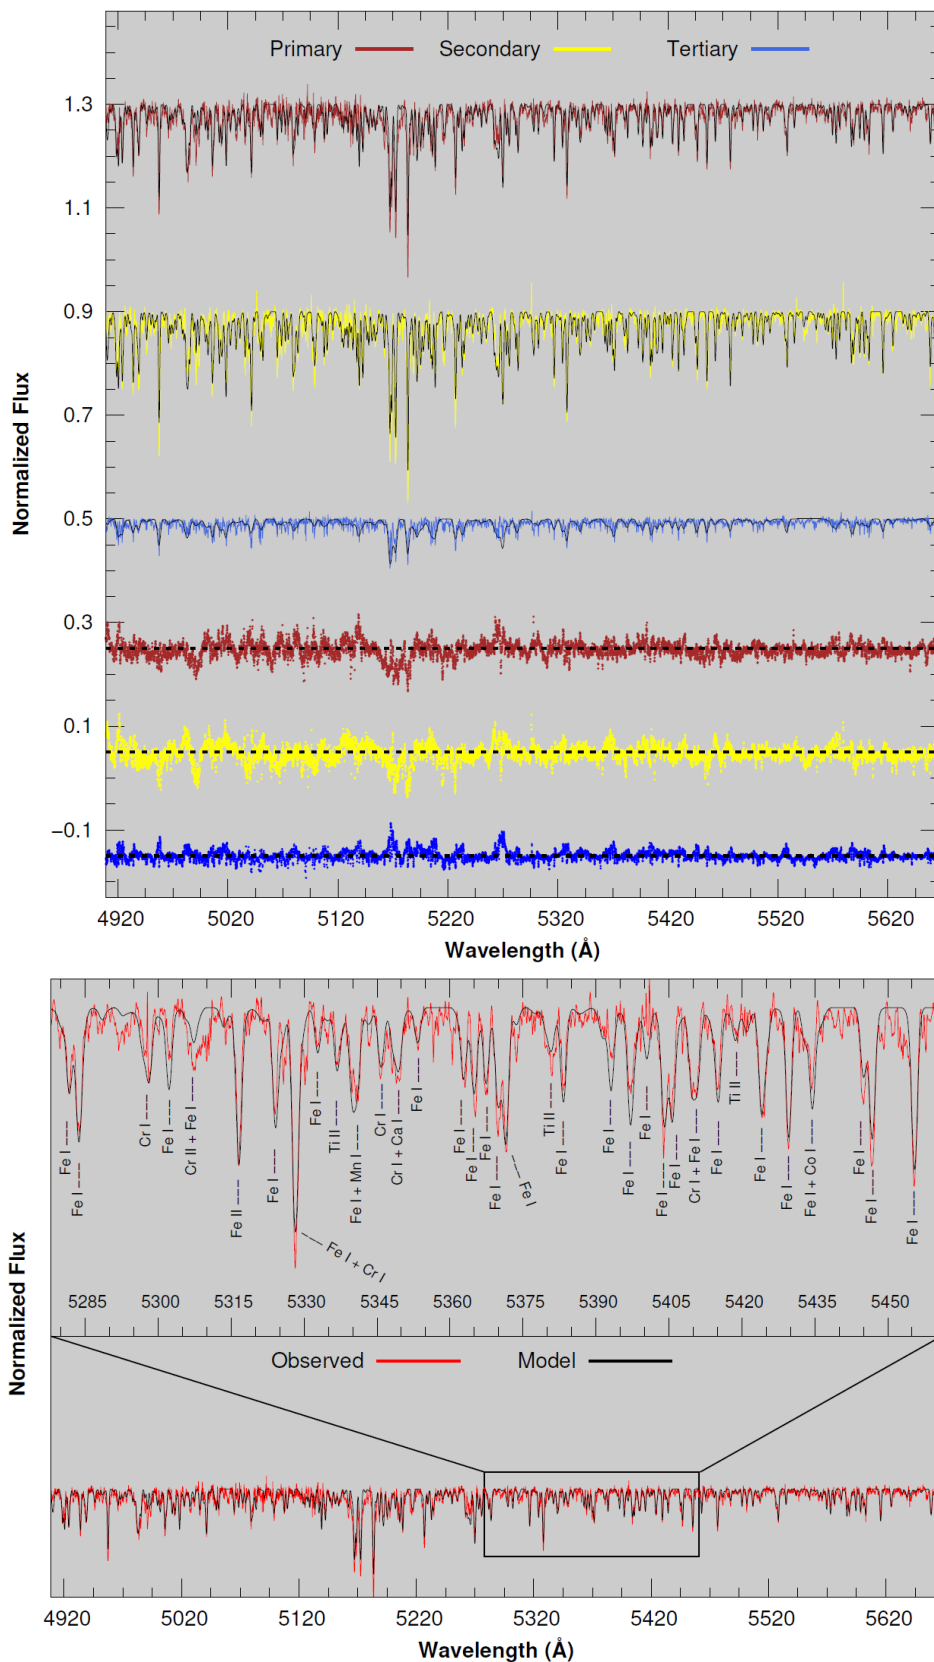 Primary Secondary Tertiary
1.3
1.1
0.9
0.7
0.5
0.3
0.1
−0.1
Normalized Flux
4920 5020 5120 5220 5320 5420 5520 5620
Wavelength (Å)
Fe I
Fe I
Cr I
Fe I
Cr II + Fe I
Fe II
Fe I
Fe I + Cr I
Fe I
Ti II
Fe I + Mn I
Cr I
Cr I + Ca I
Fe I
Fe I
Fe I
Fe I
Fe I
Fe I
Ti II
Fe I
Fe I
Fe I
Fe I
Fe I
Fe I
Cr I + Fe I
Fe I
Ti II
Fe I
Fe I
Fe I + Co I
Fe I
Fe I
Fe I
5285 5300 5315 5330 5345 5360 5375 5390 5405 5420 5435 5450
Normalized Flux
Observed Model
4920 5020 5120 5220 5320 5420 5520 5620
Wavelength (Å)